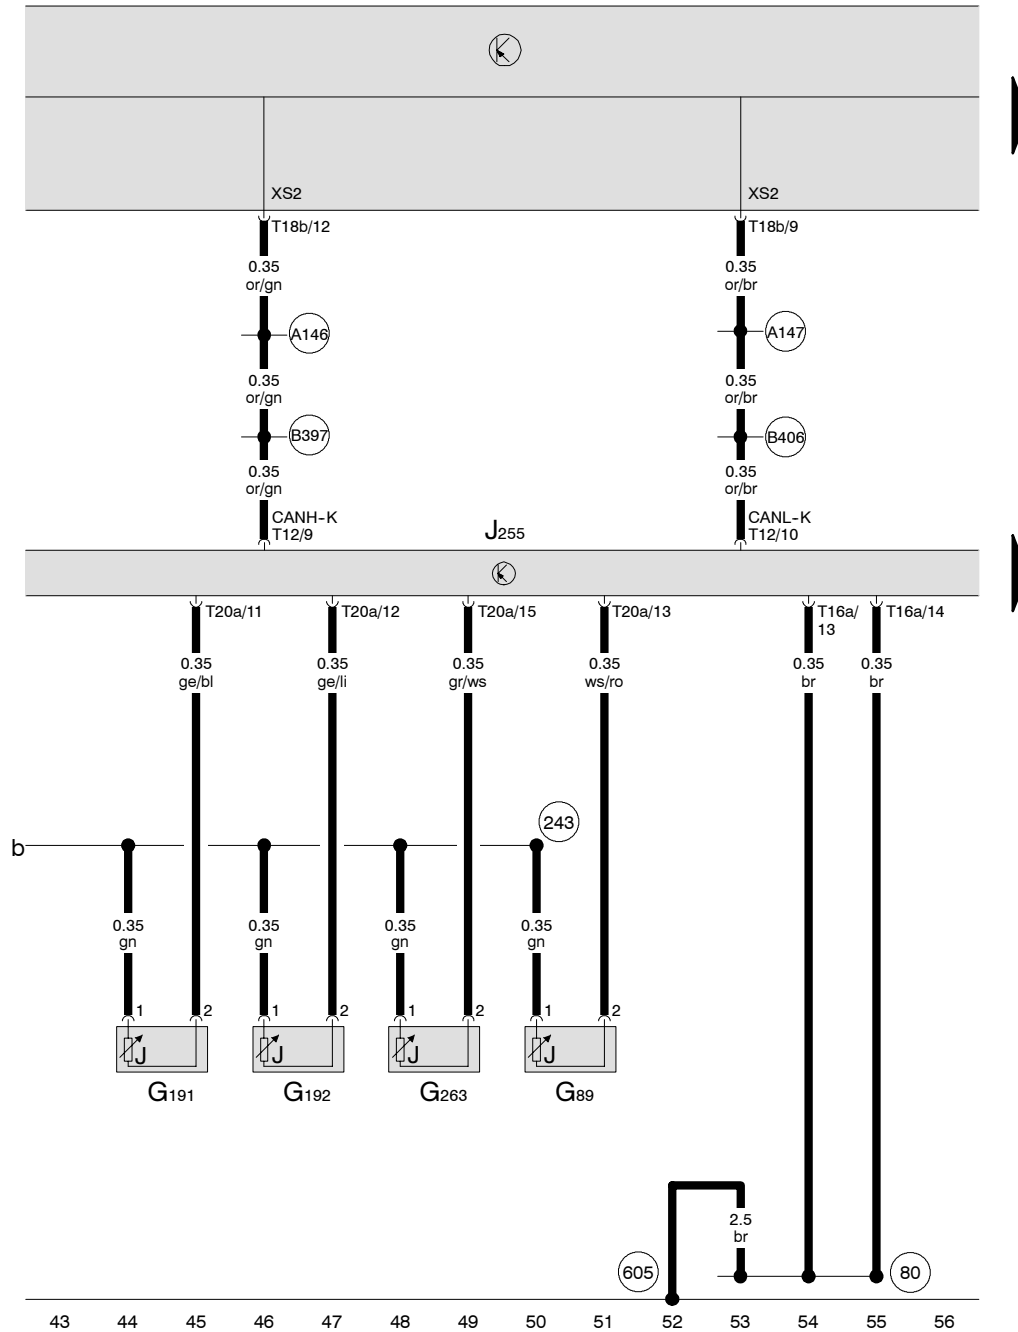 XS2
XS2
T18b/12
T18b/9
0.35
or/gn
0.35
or/br
A146
A147
0.35
or/gn
0.35
or/br
B397
B406
0.35
or/gn
0.35
or/br
CANH-K
T12/9
J255
CANL-K
T12/10
T20a/11
T20a/12
T20a/15
T20a/13
T16a/
13
T16a/14
0.35
ge/bl
0.35
ge/li
0.35
gr/ws
0.35
ws/ro
0.35
br
0.35
br
243
b
0.35
gn
0.35
gn
0.35
gn
0.35
gn
1
2
1
2
1
2
1
2
J
J
J
J
G191
G192
G263
G89
2.5
br
605
80
43 44 45 46 47 48 49 50 51 52 53 54 55 56